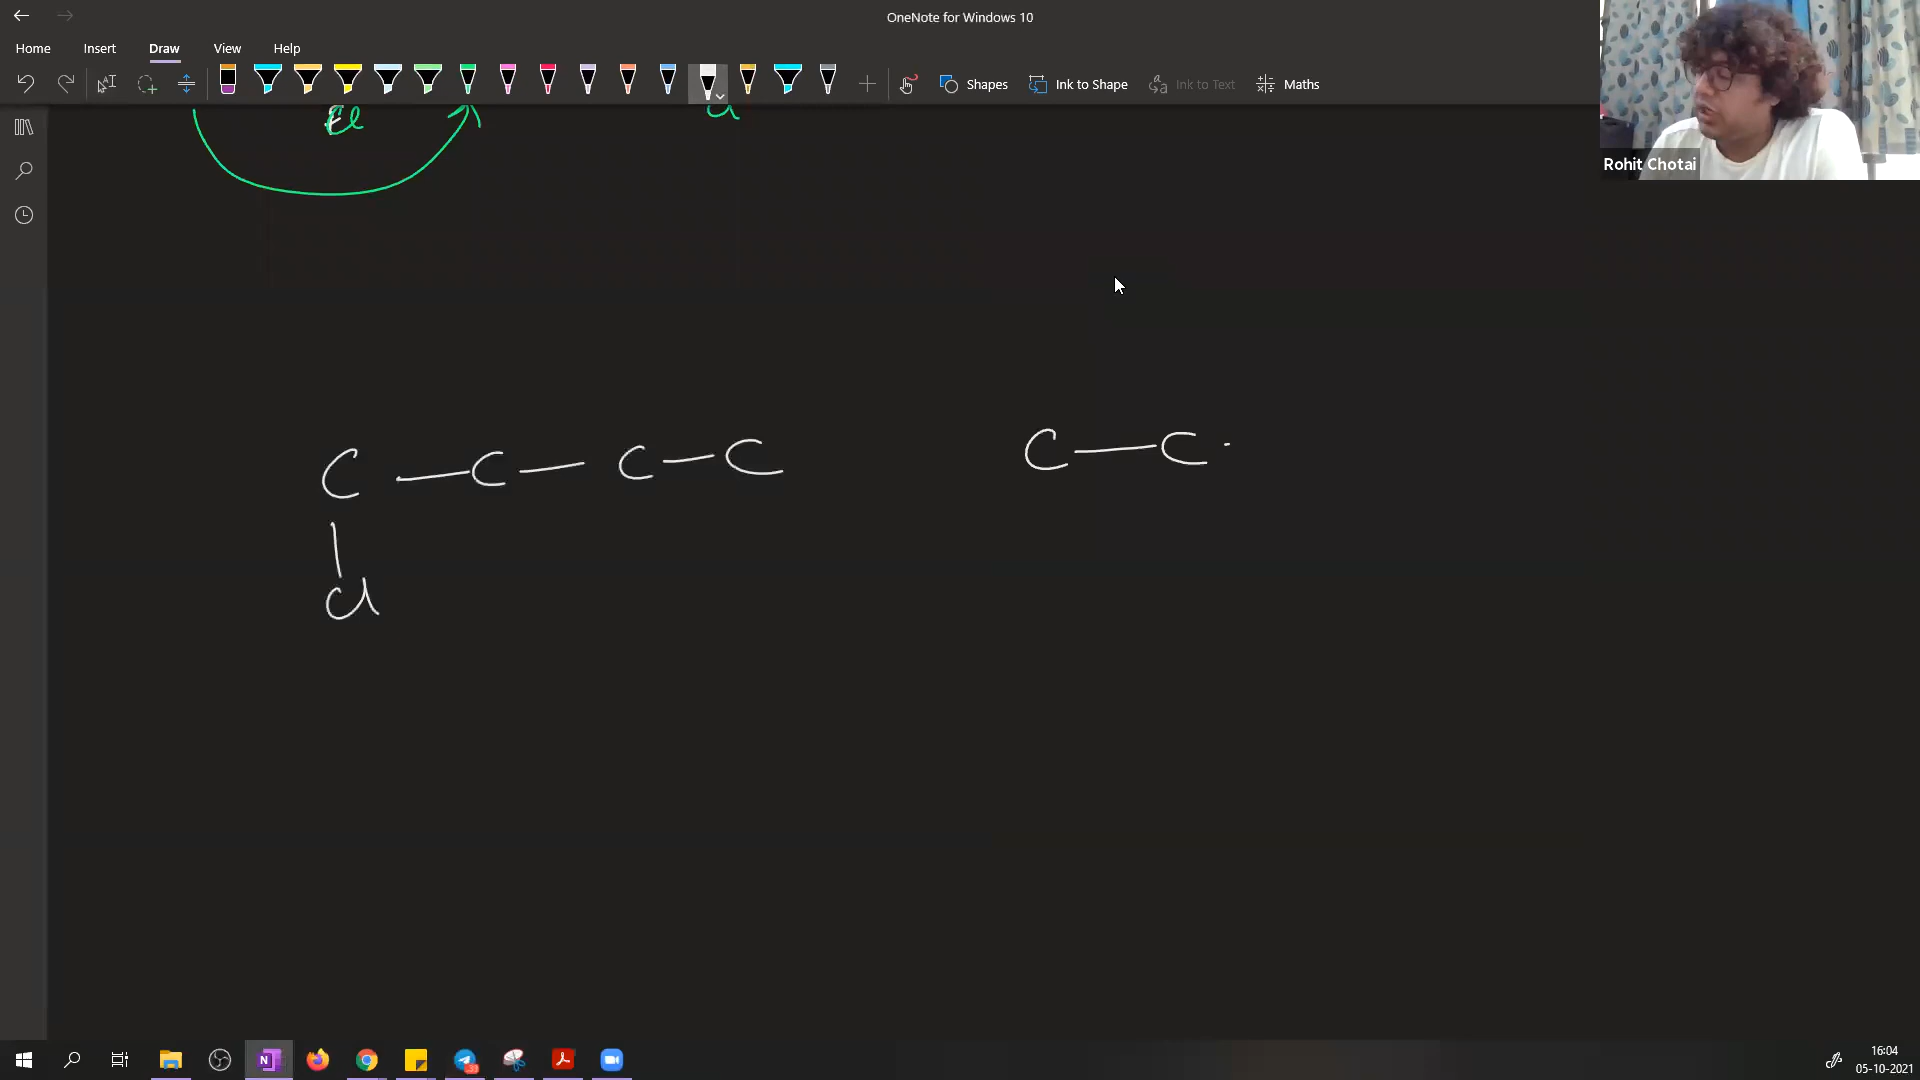 OneNote for Windows 10
Home Insert Draw View Help
Shapes Ink to Shape Ink to Text Maths
Rohit Chotai
Cl
C — C — C — C
Cl
C — C
16:04
05-10-2021